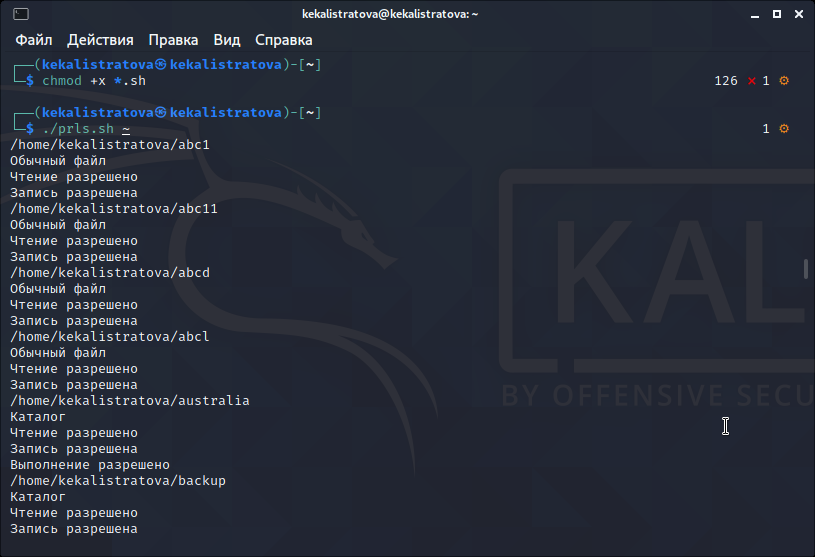 kekalistratova@kekalistratova: ~
Файл Действия Правка Вид Справка
┌──(kekalistratova㉿kekalistratova)-[~]
└─$ chmod +x *.sh 126 ⨯ 1 ⚙
┌──(kekalistratova㉿kekalistratova)-[~]
└─$ ./prls.sh ~ 1 ⚙
/home/kekalistratova/abc1
Обычный файл
Чтение разрешено
Запись разрешена
/home/kekalistratova/abc11
Обычный файл
Чтение разрешено
Запись разрешена
/home/kekalistratova/abcd
Обычный файл
Чтение разрешено
Запись разрешена
/home/kekalistratova/abcl
Обычный файл
Чтение разрешено
Запись разрешена
/home/kekalistratova/australia
Каталог
Чтение разрешено
Запись разрешена
Выполнение разрешено
/home/kekalistratova/backup
Каталог
Чтение разрешено
Запись разрешена
KAL
BY OFFENSIVE SECU